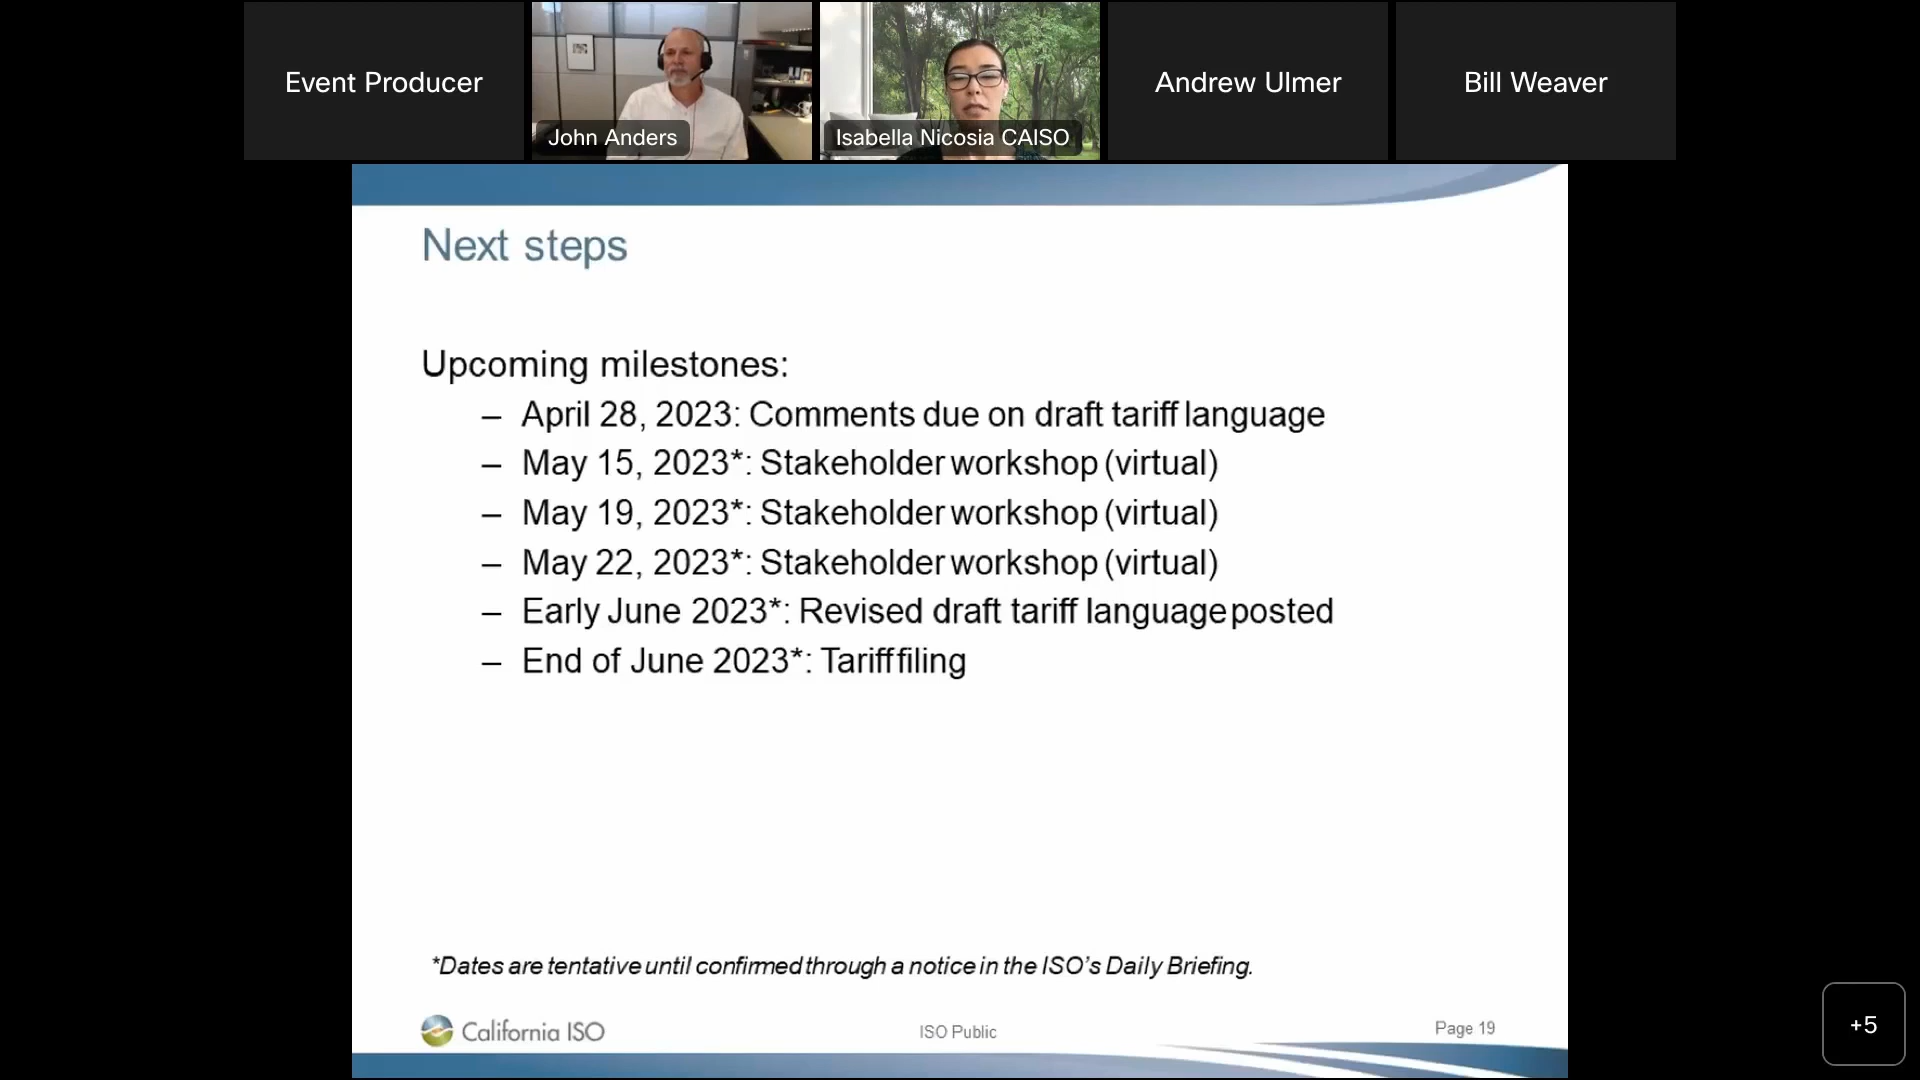 Event Producer
John Anders
Isabella Nicosia CAISO
Andrew Ulmer
Bill Weaver
Next steps
Upcoming milestones:
– April 28, 2023: Comments due on draft tariff language
– May 15, 2023*: Stakeholder workshop (virtual)
– May 19, 2023*: Stakeholder workshop (virtual)
– May 22, 2023*: Stakeholder workshop (virtual)
– Early June 2023*: Revised draft tariff language posted
– End of June 2023*: Tariff filing
*Dates are tentative until confirmed through a notice in the ISO's Daily Briefing.
California ISO
ISO Public
Page 19
+5